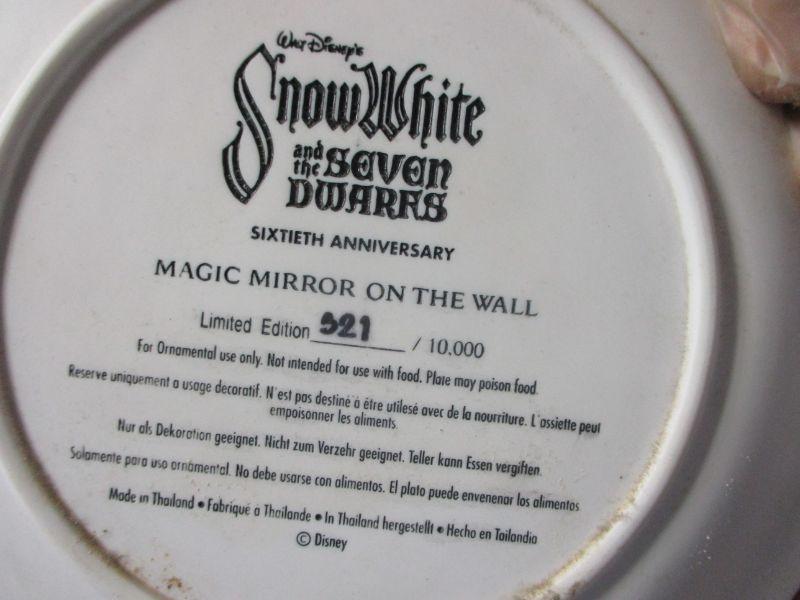 Walt Disney's
Snow White
and the Seven
Dwarfs
SIXTIETH ANNIVERSARY
MAGIC MIRROR ON THE WALL
Limited Edition 321 / 10,000
For Ornamental use only. Not intended for use with food. Plate may poison food.
Reserve uniquement a usage decoratif. N'est pas destiné à être utilesé avec de la nourriture. L'assiette peut
empoisonner les aliments.
Nur als Dekoration geeignet. Nicht zum Verzehr geeignet. Teller kann Essen vergiften.
Solamente para uso ornamental. No debe usarse con alimentos. El plato puede envenenar los alimentos
Made in Thailand • Fabriqué a Thailande • In Thailand hergestellt • Hecho en Tailandia
© Disney